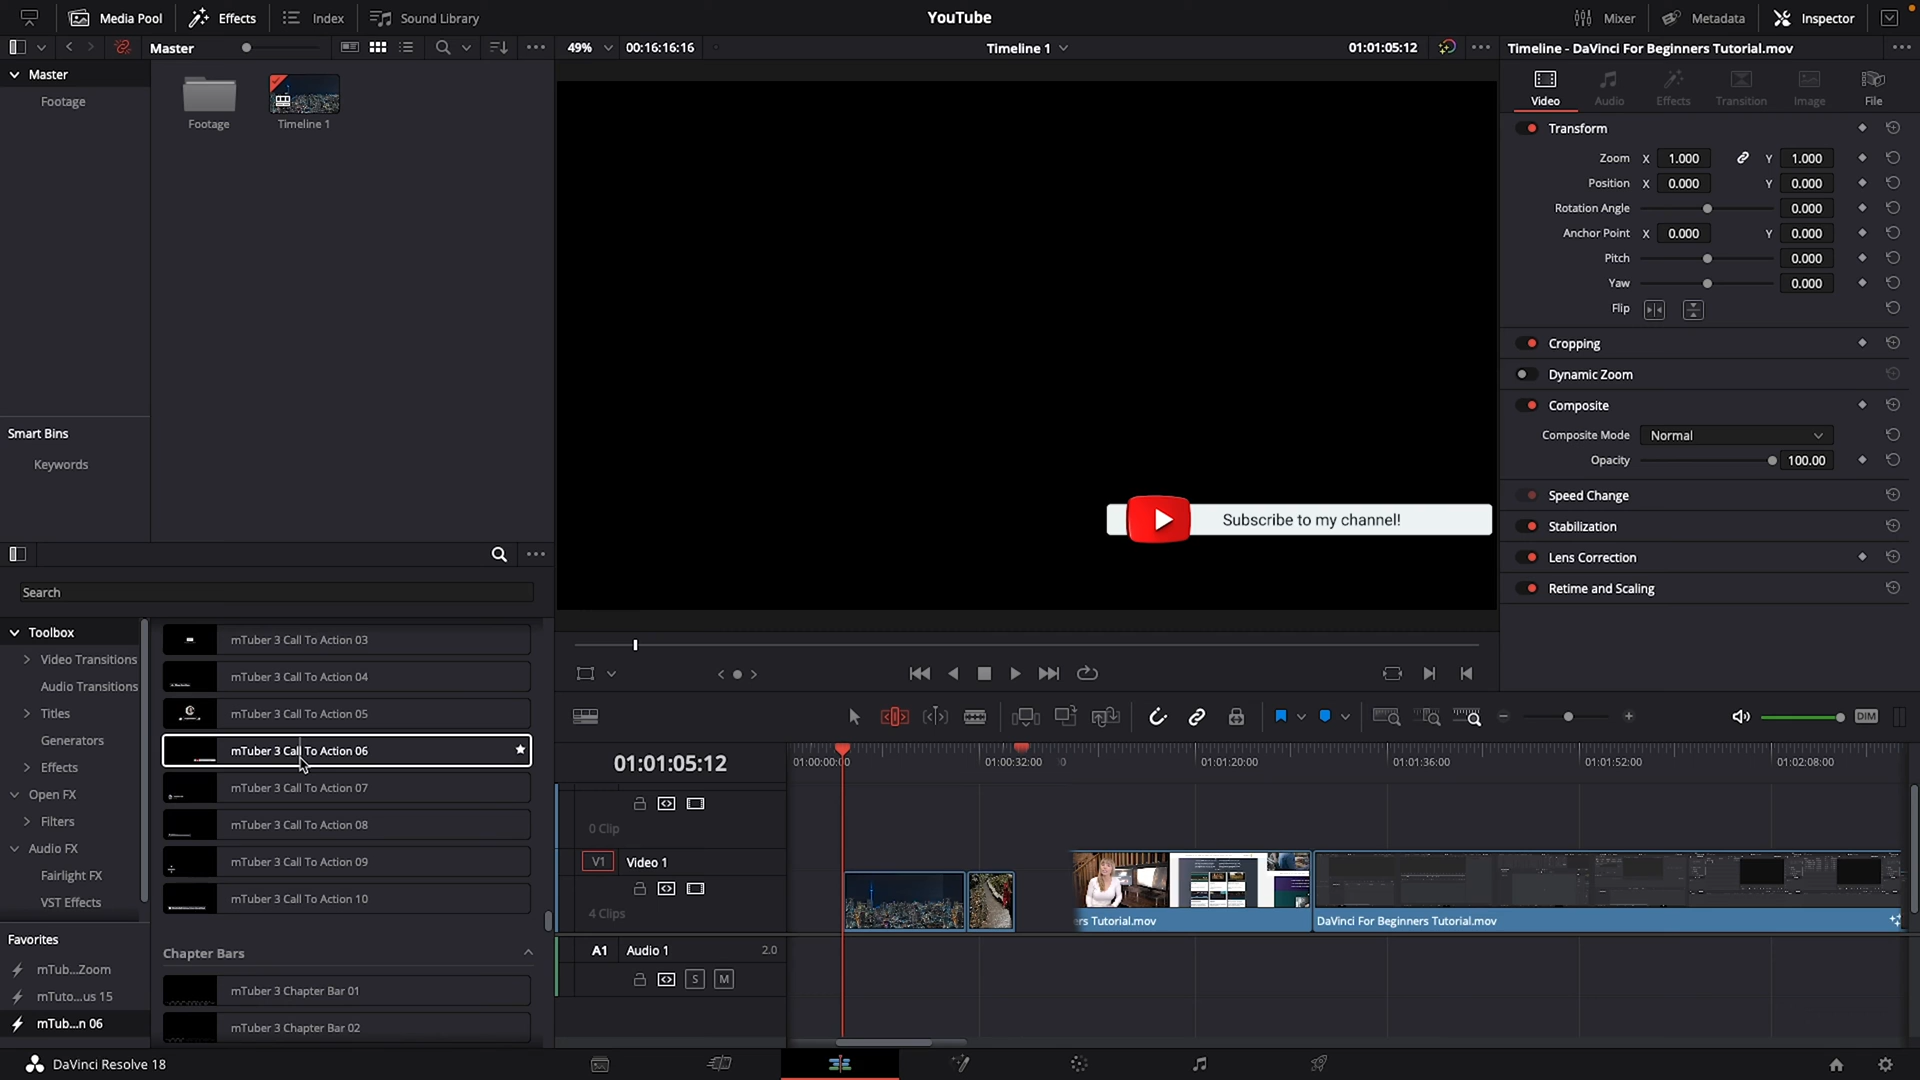 Media Pool
Effects
Index
Sound Library
YouTube
Mixer
Metadata
Inspector
Master
49%
00:16:16:16
Timeline 1
01:01:05:12
Timeline - DaVinci For Beginners Tutorial.mov
Master
Footage
Footage
Timeline 1
Video
Audio
Effects
Transition
Image
File
Transform
Zoom X 1.000 Y 1.000
Position X 0.000 Y 0.000
Rotation Angle 0.000
Anchor Point X 0.000 Y 0.000
Pitch 0.000
Yaw 0.000
Flip
Cropping
Dynamic Zoom
Composite
Composite Mode Normal
Opacity 100.00
Speed Change
Stabilization
Lens Correction
Retime and Scaling
Smart Bins
Keywords
Subscribe to my channel!
Search
Toolbox
Video Transitions
Audio Transitions
Titles
Generators
Effects
Open FX
Filters
Audio FX
Fairlight FX
VST Effects
Favorites
mTub...Zoom
mTuto...us 15
mTub...n 06
mTuber 3 Call To Action 03
mTuber 3 Call To Action 04
mTuber 3 Call To Action 05
mTuber 3 Call To Action 06
mTuber 3 Call To Action 07
mTuber 3 Call To Action 08
mTuber 3 Call To Action 09
mTuber 3 Call To Action 10
Chapter Bars
mTuber 3 Chapter Bar 01
mTuber 3 Chapter Bar 02
DIM
01:01:05:12
01:00:00:00
01:00:32:00
01:01:20:00
01:01:36:00
01:01:52:00
01:02:08:00
0 Clip
V1 Video 1
4 Clips
ers Tutorial.mov
DaVinci For Beginners Tutorial.mov
A1 Audio 1 2.0
S M
DaVinci Resolve 18